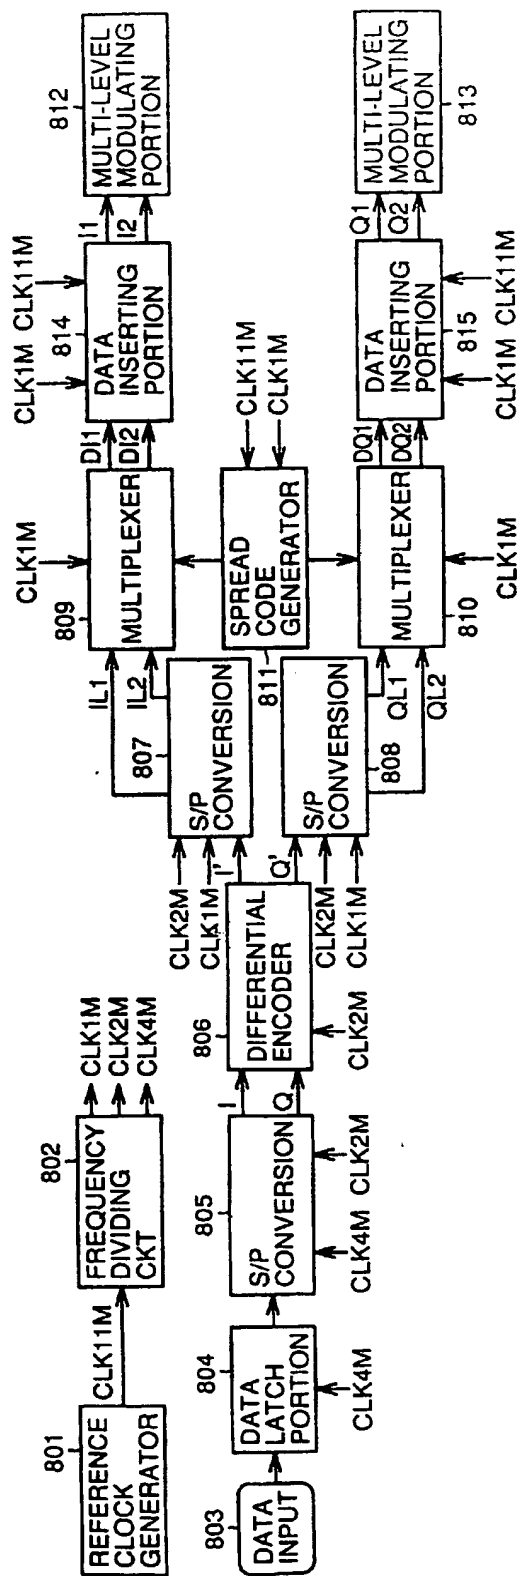 801
REFERENCE
CLOCK
GENERATOR
CLK11M
802
FREQUENCY
DIVIDING
CKT
CLK1M
CLK2M
CLK4M
803
DATA
INPUT
804
DATA
LATCH
PORTION
CLK4M
805
S/P
CONVERSION
CLK4M
CLK2M
I
Q
806
DIFFERENTIAL
ENCODER
CLK2M
I'
Q'
CLK2M
CLK1M
807
S/P
CONVERSION
IL1
IL2
CLK2M
CLK1M
808
S/P
CONVERSION
QL1
QL2
809
MULTIPLEXER
CLK1M
DI1
DI2
811
SPREAD
CODE
GENERATOR
CLK11M
CLK1M
810
MULTIPLEXER
CLK1M
DQ1
DQ2
814
DATA
INSERTING
PORTION
CLK1M
CLK11M
I1
I2
815
DATA
INSERTING
PORTION
CLK1M
CLK11M
Q1
Q2
812
MULTI-LEVEL
MODULATING
PORTION
813
MULTI-LEVEL
MODULATING
PORTION